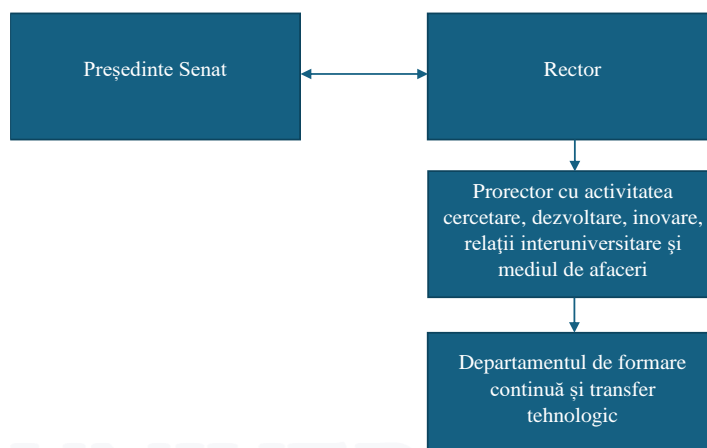 Președinte Senat
Rector
Prorector cu activitatea
cercetare, dezvoltare, inovare,
relaţii interuniversitare şi
mediul de afaceri
Departamentul de formare
continuă și transfer
tehnologic